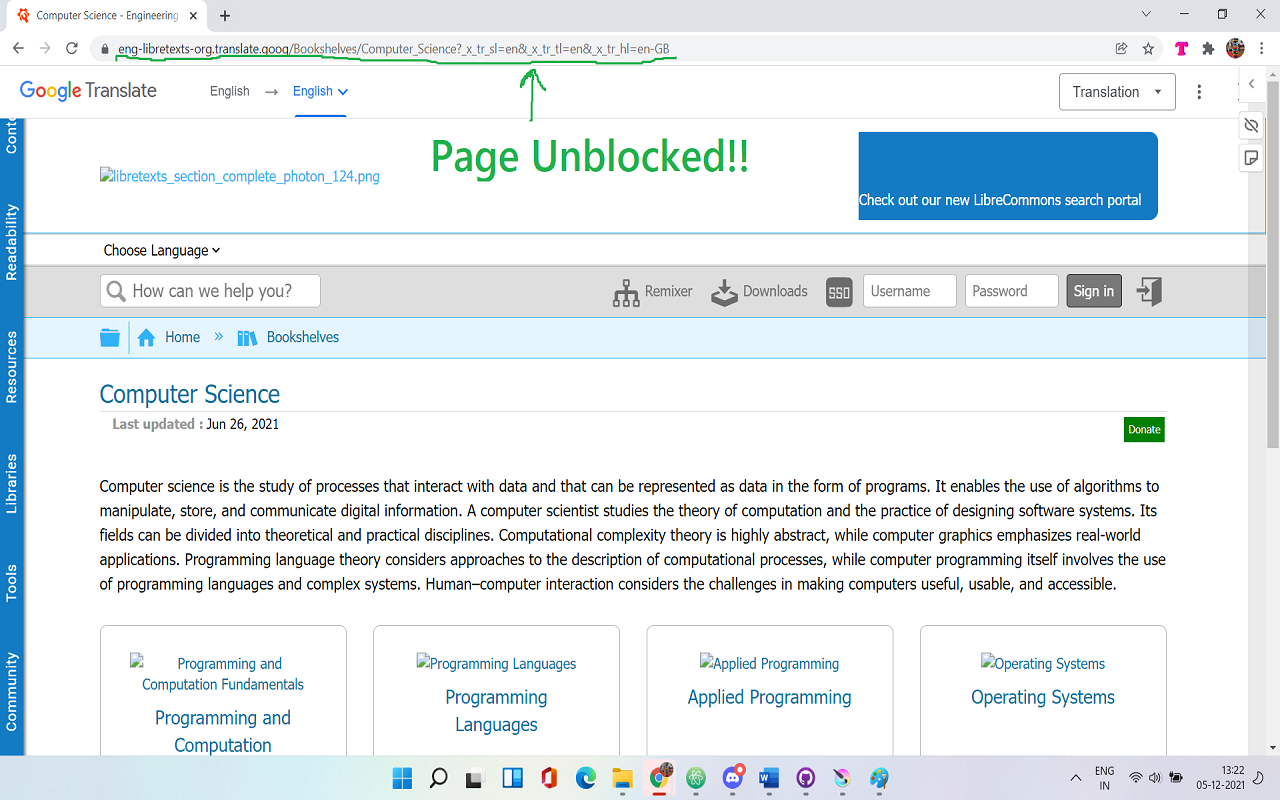 Computer Science - Engineering
eng-libretexts-org.translate.goog/Bookshelves/Computer_Science?_x_tr_sl=en&_x_tr_tl=en&_x_tr_hl=en-GB
Google Translate
English → English
Translation
Page Unblocked!!
libretexts_section_complete_photon_124.png
Check out our new LibreCommons search portal
Choose Language
How can we help you?
Remixer
Downloads
SSO
Username
Password
Sign in
Home » Bookshelves
Computer Science
Last updated : Jun 26, 2021
Donate
Computer science is the study of processes that interact with data and that can be represented as data in the form of programs. It enables the use of algorithms to
manipulate, store, and communicate digital information. A computer scientist studies the theory of computation and the practice of designing software systems. Its
fields can be divided into theoretical and practical disciplines. Computational complexity theory is highly abstract, while computer graphics emphasizes real-world
applications. Programming language theory considers approaches to the description of computational processes, while computer programming itself involves the use
of programming languages and complex systems. Human–computer interaction considers the challenges in making computers useful, usable, and accessible.
Programming and
Computation Fundamentals
Programming and
Computation
Programming Languages
Programming
Languages
Applied Programming
Applied Programming
Operating Systems
Operating Systems
Conte
Readability
Resources
Libraries
Tools
Community
ENG
IN
13:22
05-12-2021